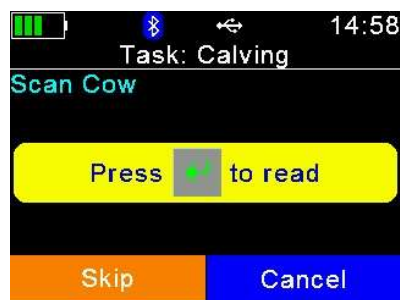 14:58
Task: Calving
Scan Cow
Press to read
Skip Cancel